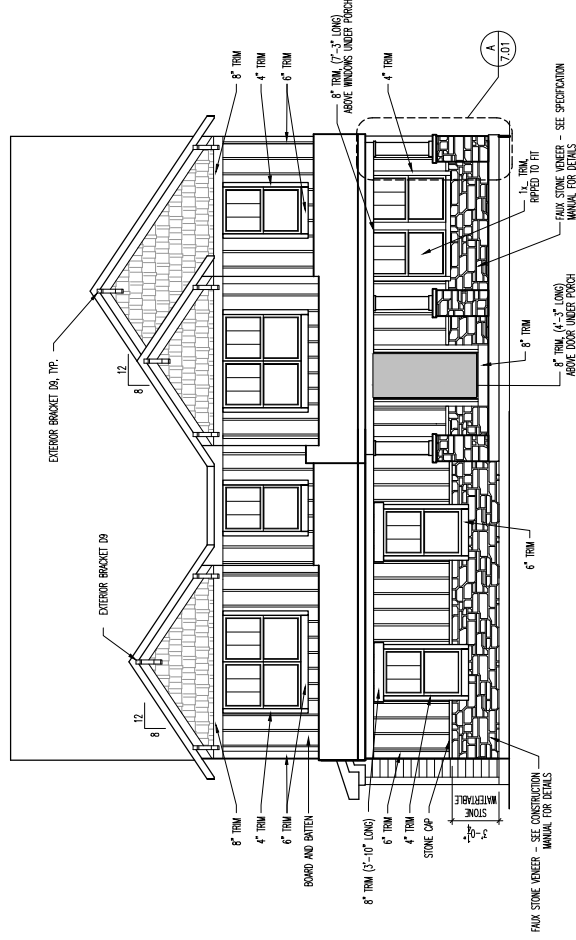 EXTERIOR BRACKET D9, TYP.
EXTERIOR BRACKET D9
12
8
12
8
8" TRIM
4" TRIM
6" TRIM
BOARD AND BATTEN
8" TRIM
4" TRIM
6" TRIM
8" TRIM, (7'-3" LONG)
ABOVE WINDOWS UNDER PORCH
4" TRIM
A
7.01
8" TRIM (3'-10" LONG)
6" TRIM
4" TRIM
STONE CAP
3'-0¼"
STONE
WATERTABLE
FAUX STONE VENEER - SEE CONSTRUCTION
MANUAL FOR DETAILS
6" TRIM
8" TRIM
8" TRIM, (4'-3" LONG)
ABOVE DOOR UNDER PORCH
1x_ TRIM,
RIPPED TO FIT
FAUX STONE VENEER - SEE SPECIFICATION
MANUAL FOR DETAILS